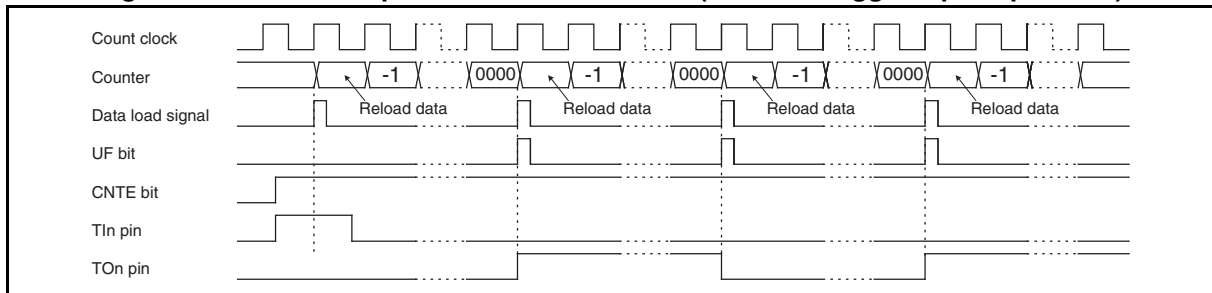 Count clock
Counter -1 0000 -1 0000 -1 0000 -1
Reload data Reload data Reload data Reload data
Data load signal
UF bit
CNTE bit
TIn pin
TOn pin